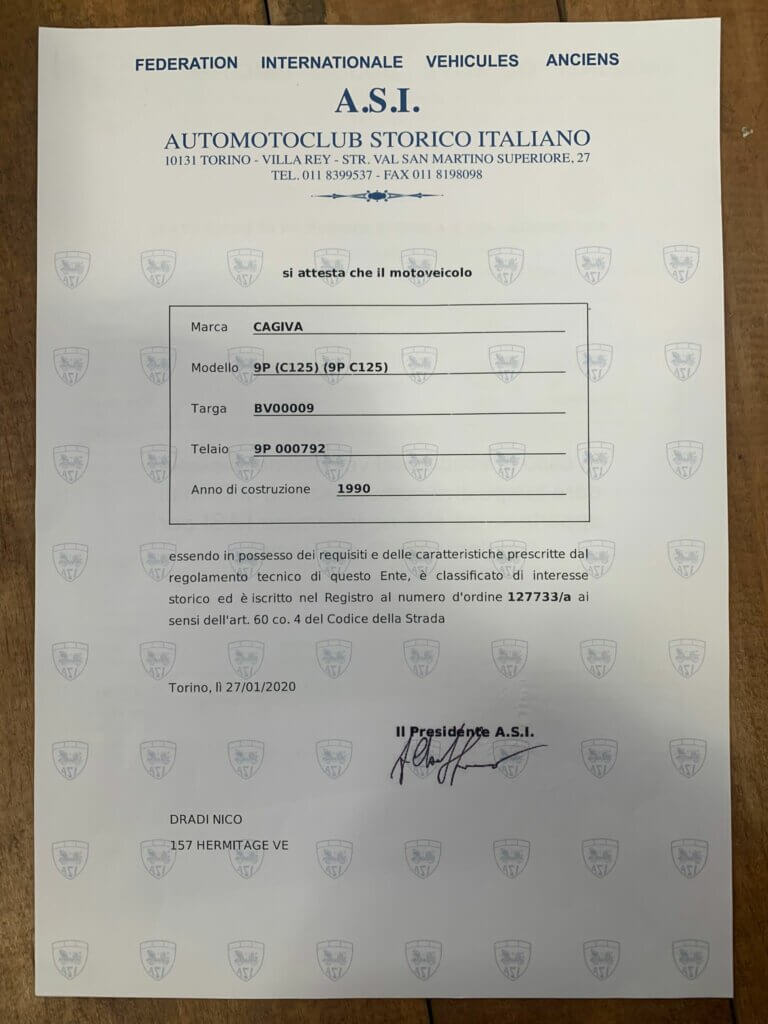 FEDERATION INTERNATIONALE VEHICULES ANCIENS
A.S.I.
AUTOMOTOCLUB STORICO ITALIANO
10131 TORINO - VILLA REY - STR. VAL SAN MARTINO SUPERIORE, 27
TEL. 011 8399537 - FAX 011 8198098
si attesta che il motoveicolo
Marca CAGIVA
Modello 9P (C125) (9P C125)
Targa BV00009
Telaio 9P 000792
Anno di costruzione 1990
essendo in possesso dei requisiti e delle caratteristiche prescritte dal
regolamento tecnico di questo Ente, è classificato di interesse
storico ed è iscritto nel Registro al numero d'ordine 127733/a ai
sensi dell'art. 60 co. 4 del Codice della Strada
Torino, lì 27/01/2020
Il Presidente A.S.I.
DRADI NICO
157 HERMITAGE VE